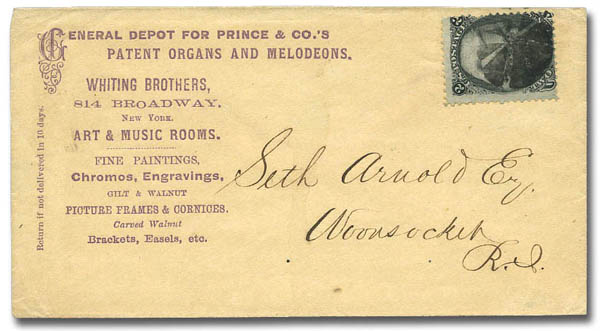 GENERAL DEPOT FOR PRINCE & CO.'S
PATENT ORGANS AND MELODEONS.
WHITING BROTHERS,
814 BROADWAY,
NEW YORK.
ART & MUSIC ROOMS.
FINE PAINTINGS,
Chromos, Engravings,
GILT & WALNUT
PICTURE FRAMES & CORNICES.
Carved Walnut
Brackets, Easels, etc.
Return if not delivered in 10 days.
Seth Arnold Esq.
Woonsocket
R.I.